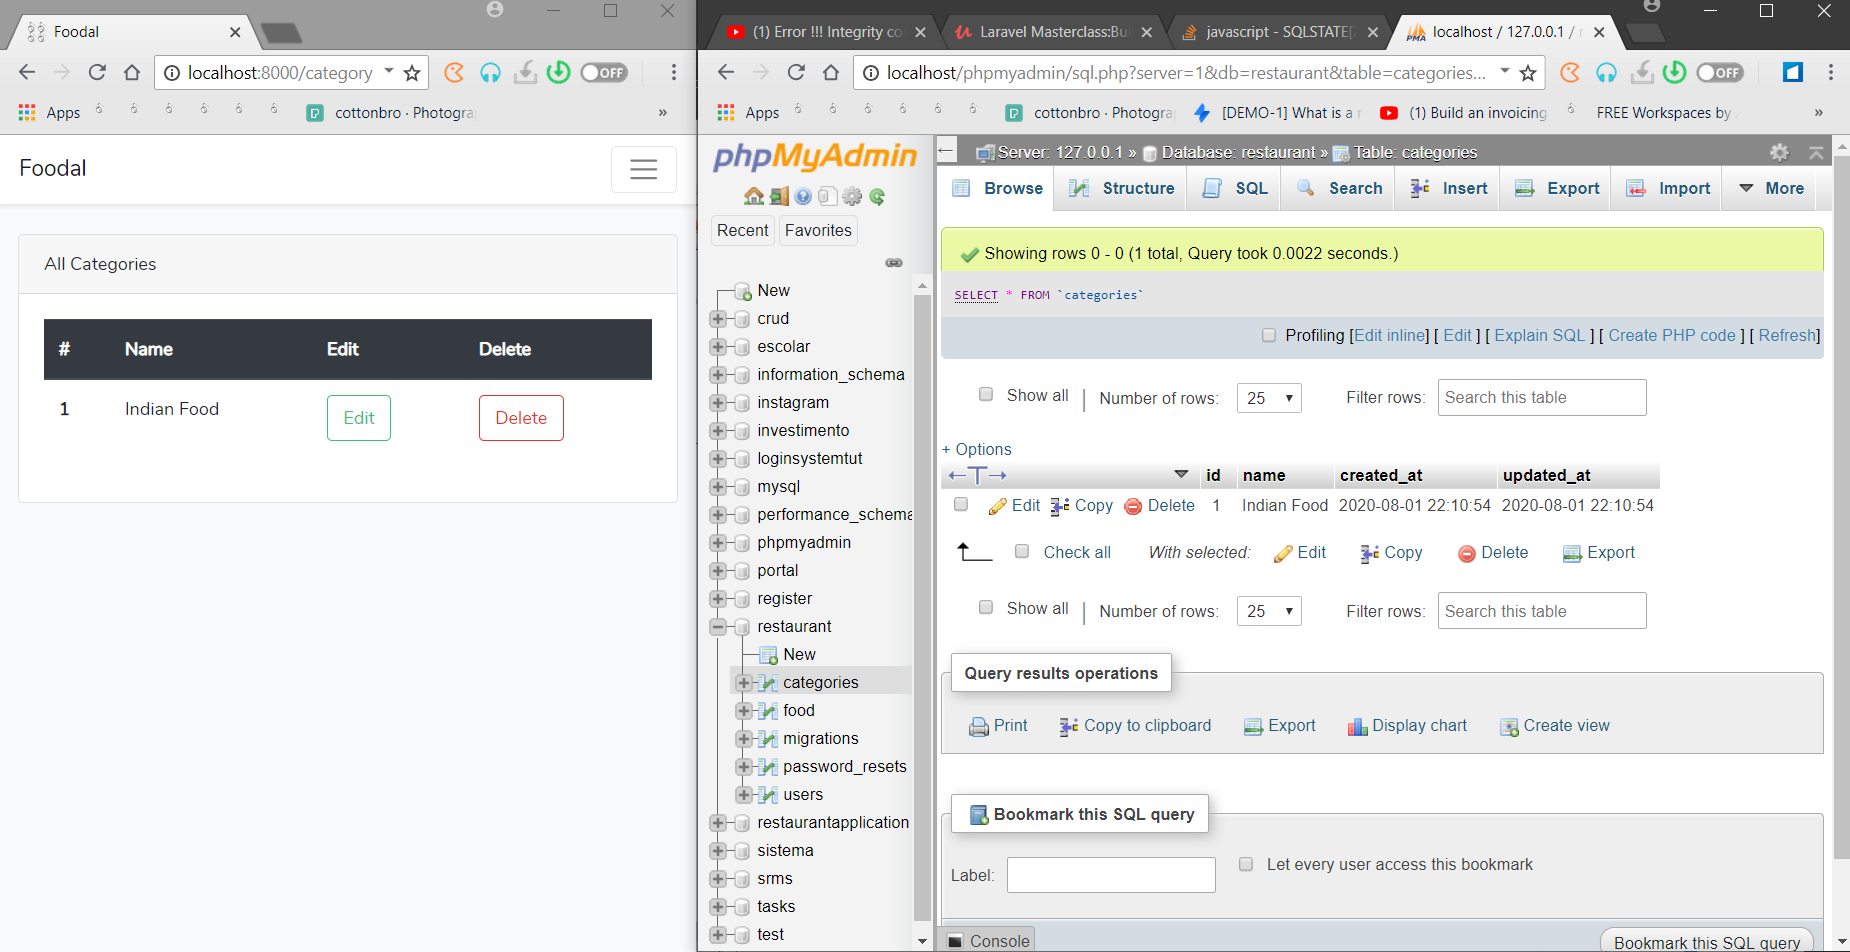 Foodal
localhost:8000/category
OFF
Apps
cottonbro · Photogra
Foodal
All Categories
# Name Edit Delete
1 Indian Food Edit Delete
(1) Error !!! Integrity co
Laravel Masterclass:Bu
javascript - SQLSTATE[
localhost / 127.0.0.1 /
localhost/phpmyadmin/sql.php?server=1&db=restaurant&table=categories...
OFF
Apps
cottonbro · Photogra
[DEMO-1] What is a
(1) Build an invoicing
FREE Workspaces by
phpMyAdmin
Recent Favorites
New
crud
escolar
information_schema
instagram
investimento
loginsystemtut
mysql
performance_schema
phpmyadmin
portal
register
restaurant
New
categories
food
migrations
password_resets
users
restaurantapplication
sistema
srms
tasks
test
Server: 127.0.0.1 » Database: restaurant » Table: categories
Browse Structure SQL Search Insert Export Import More
Showing rows 0 - 0 (1 total, Query took 0.0022 seconds.)
SELECT * FROM `categories`
Profiling [Edit inline] [ Edit ] [ Explain SQL ] [ Create PHP code ] [ Refresh]
Show all | Number of rows: 25 Filter rows: Search this table
+ Options
←T→ id name created_at updated_at
Edit Copy Delete 1 Indian Food 2020-08-01 22:10:54 2020-08-01 22:10:54
Check all With selected: Edit Copy Delete Export
Show all | Number of rows: 25 Filter rows: Search this table
Query results operations
Print Copy to clipboard Export Display chart Create view
Bookmark this SQL query
Label: Let every user access this bookmark
Console
Bookmark this SQL query